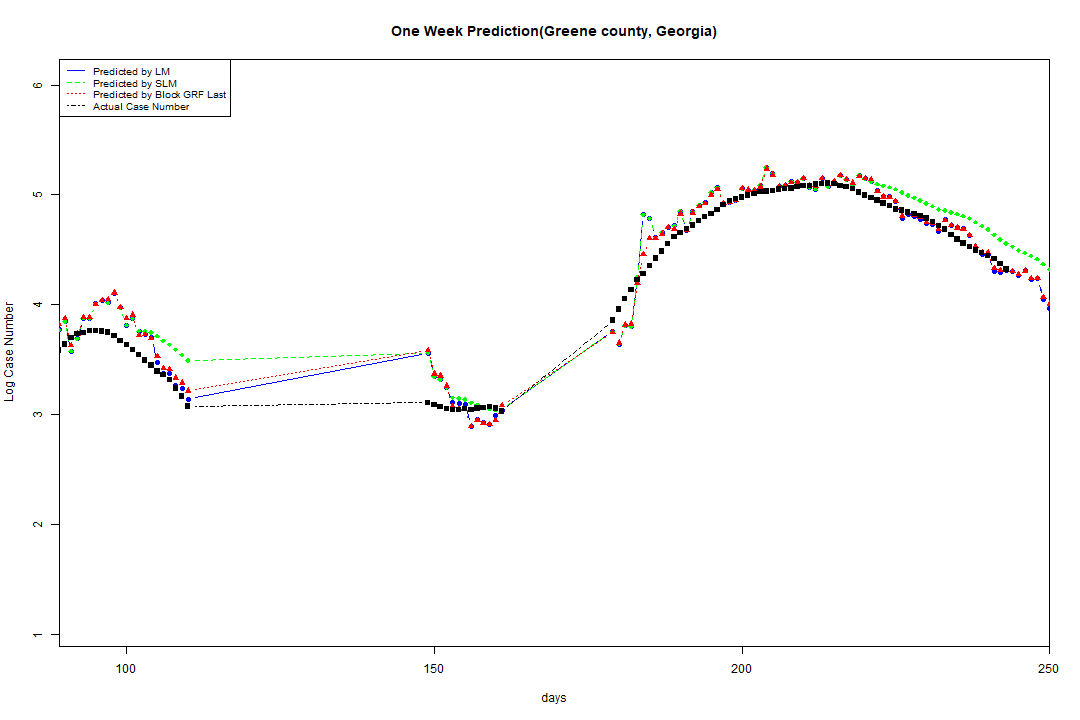 One Week Prediction(Greene county, Georgia)
Predicted by LM
Predicted by SLM
Predicted by Block GRF Last
Actual Case Number
6
5
4
3
2
1
Log Case Number
100 150 200 250
days